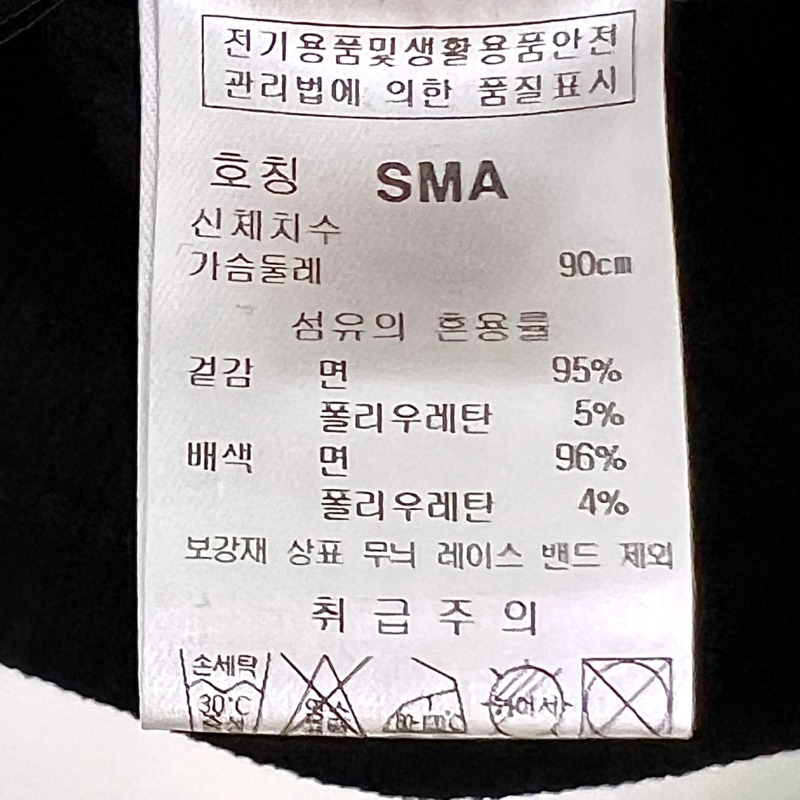 전기용품및생활용품안전
관리법에 의한 품질표시
호칭 SMA
신체치수
가슴둘레 90cm
섬유의 혼용률
겉감 면 95%
폴리우레탄 5%
배색 면 96%
폴리우레탄 4%
보강재 상표 무늬 레이스 밴드 제외
취급주의
손세탁
30°C